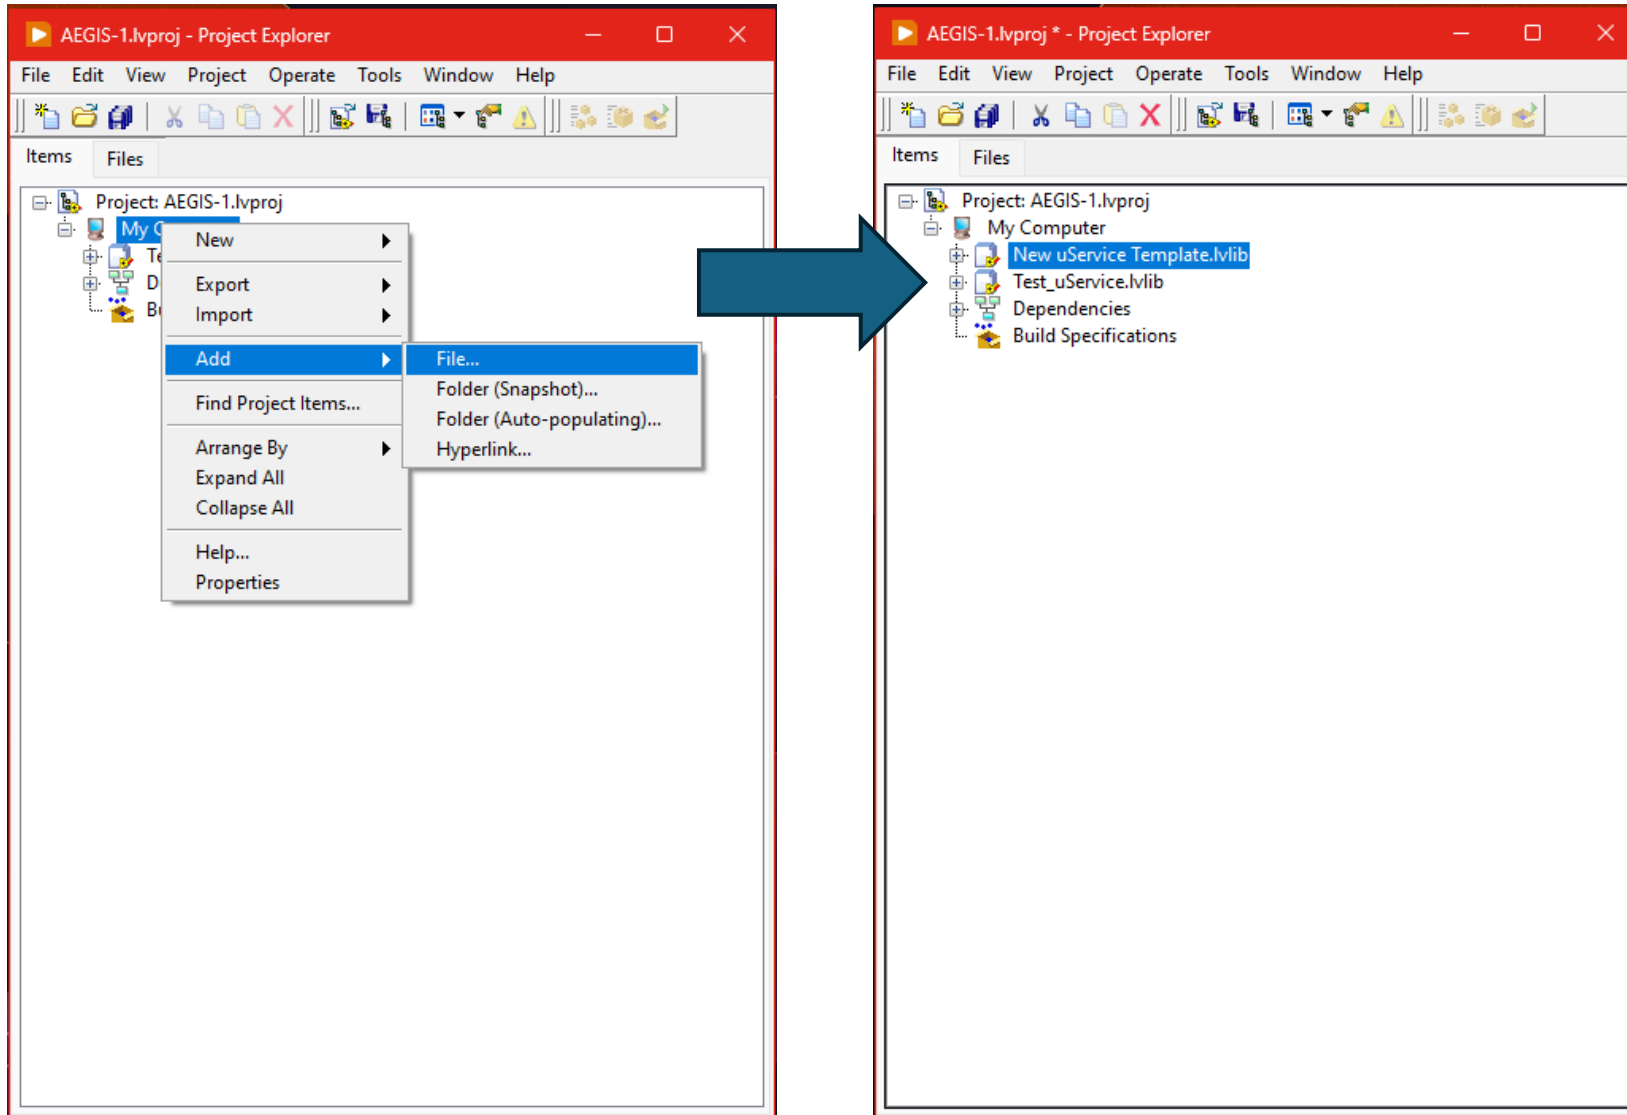 AEGIS-1.lvproj - Project Explorer
File Edit View Project Operate Tools Window Help
Items Files
Project: AEGIS-1.lvproj
My C
Te
D
Bu
New
Export
Import
Add
Find Project Items...
Arrange By
Expand All
Collapse All
Help...
Properties
File...
Folder (Snapshot)...
Folder (Auto-populating)...
Hyperlink...
AEGIS-1.lvproj * - Project Explorer
File Edit View Project Operate Tools Window Help
Items Files
Project: AEGIS-1.lvproj
My Computer
New uService Template.lvlib
Test_uService.lvlib
Dependencies
Build Specifications